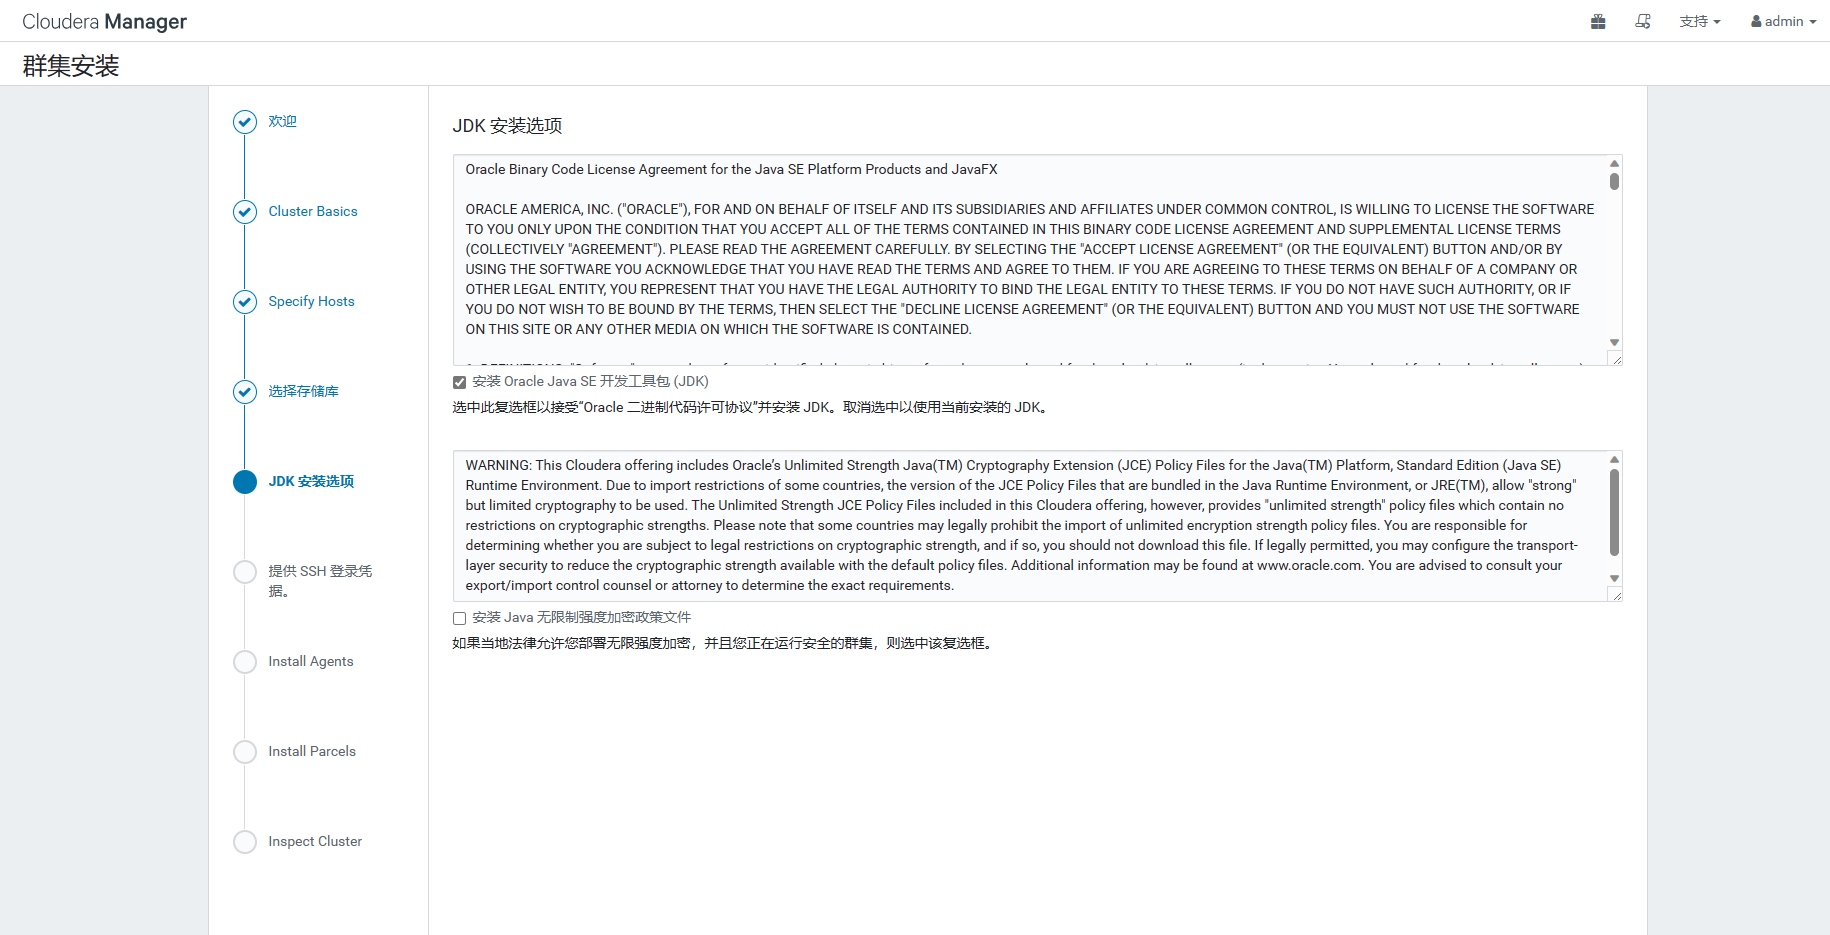 Cloudera Manager
支持
admin
群集安装
欢迎
Cluster Basics
Specify Hosts
选择存储库
JDK 安装选项
提供 SSH 登录凭
据。
Install Agents
Install Parcels
Inspect Cluster
JDK 安装选项
Oracle Binary Code License Agreement for the Java SE Platform Products and JavaFX
ORACLE AMERICA, INC. ("ORACLE"), FOR AND ON BEHALF OF ITSELF AND ITS SUBSIDIARIES AND AFFILIATES UNDER COMMON CONTROL, IS WILLING TO LICENSE THE SOFTWARE
TO YOU ONLY UPON THE CONDITION THAT YOU ACCEPT ALL OF THE TERMS CONTAINED IN THIS BINARY CODE LICENSE AGREEMENT AND SUPPLEMENTAL LICENSE TERMS
(COLLECTIVELY "AGREEMENT"). PLEASE READ THE AGREEMENT CAREFULLY. BY SELECTING THE "ACCEPT LICENSE AGREEMENT" (OR THE EQUIVALENT) BUTTON AND/OR BY
USING THE SOFTWARE YOU ACKNOWLEDGE THAT YOU HAVE READ THE TERMS AND AGREE TO THEM. IF YOU ARE AGREEING TO THESE TERMS ON BEHALF OF A COMPANY OR
OTHER LEGAL ENTITY, YOU REPRESENT THAT YOU HAVE THE LEGAL AUTHORITY TO BIND THE LEGAL ENTITY TO THESE TERMS. IF YOU DO NOT HAVE SUCH AUTHORITY, OR IF
YOU DO NOT WISH TO BE BOUND BY THE TERMS, THEN SELECT THE "DECLINE LICENSE AGREEMENT" (OR THE EQUIVALENT) BUTTON AND YOU MUST NOT USE THE SOFTWARE
ON THIS SITE OR ANY OTHER MEDIA ON WHICH THE SOFTWARE IS CONTAINED.
安装 Oracle Java SE 开发工具包 (JDK)
选中此复选框以接受“Oracle 二进制代码许可协议”并安装 JDK。取消选中以使用当前安装的 JDK。
WARNING: This Cloudera offering includes Oracle’s Unlimited Strength Java(TM) Cryptography Extension (JCE) Policy Files for the Java(TM) Platform, Standard Edition (Java SE)
Runtime Environment. Due to import restrictions of some countries, the version of the JCE Policy Files that are bundled in the Java Runtime Environment, or JRE(TM), allow "strong"
but limited cryptography to be used. The Unlimited Strength JCE Policy Files included in this Cloudera offering, however, provides "unlimited strength" policy files which contain no
restrictions on cryptographic strengths. Please note that some countries may legally prohibit the import of unlimited encryption strength policy files. You are responsible for
determining whether you are subject to legal restrictions on cryptographic strength, and if so, you should not download this file. If legally permitted, you may configure the transport-
layer security to reduce the cryptographic strength available with the default policy files. Additional information may be found at www.oracle.com. You are advised to consult your
export/import control counsel or attorney to determine the exact requirements.
安装 Java 无限制强度加密政策文件
如果当地法律允许您部署无限强度加密，并且您正在运行安全的群集，则选中该复选框。